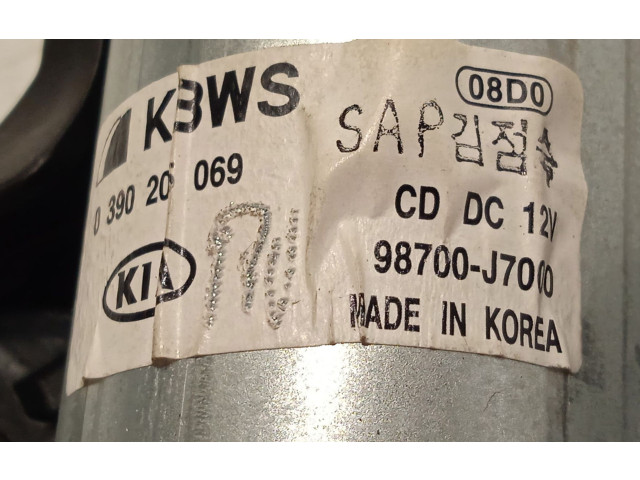 KBWS
08D0
SAP김점숙
0 390 20 069
CD DC 12V
98700-J7000
KIA
MADE IN KOREA